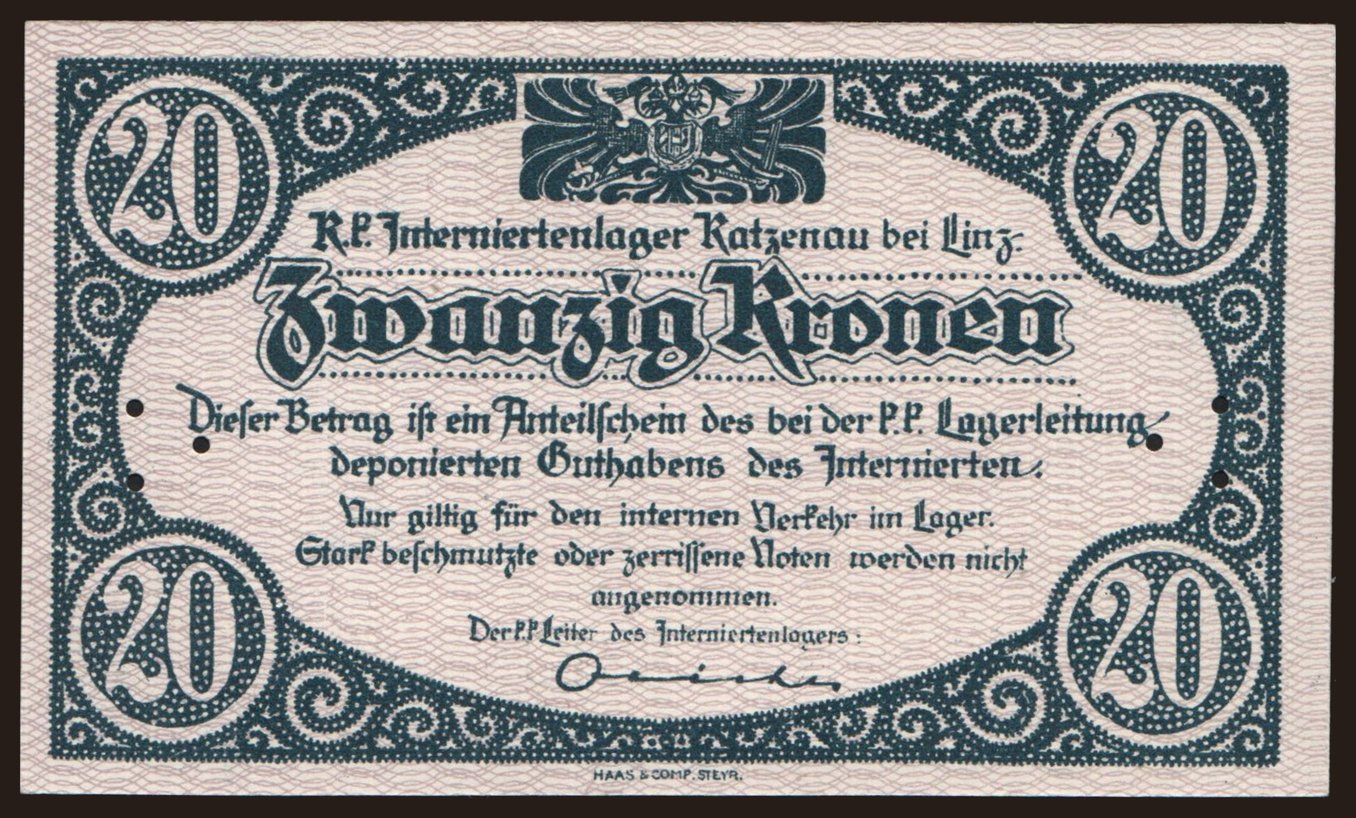 20 20
K.k. Interniertenlager Katzenau bei Linz
Zwanzig Kronen
Dieser Betrag ist ein Anteilschein des bei der k.k. Lagerleitung
deponierten Guthabens des Internierten.
Nur giltig für den internen Verkehr im Lager.
Stark beschmutzte oder zerrissene Noten werden nicht
angenommen.
Der k.k. Leiter des Interniertenlagers:
20 20
HAAS & COMP. STEYR.